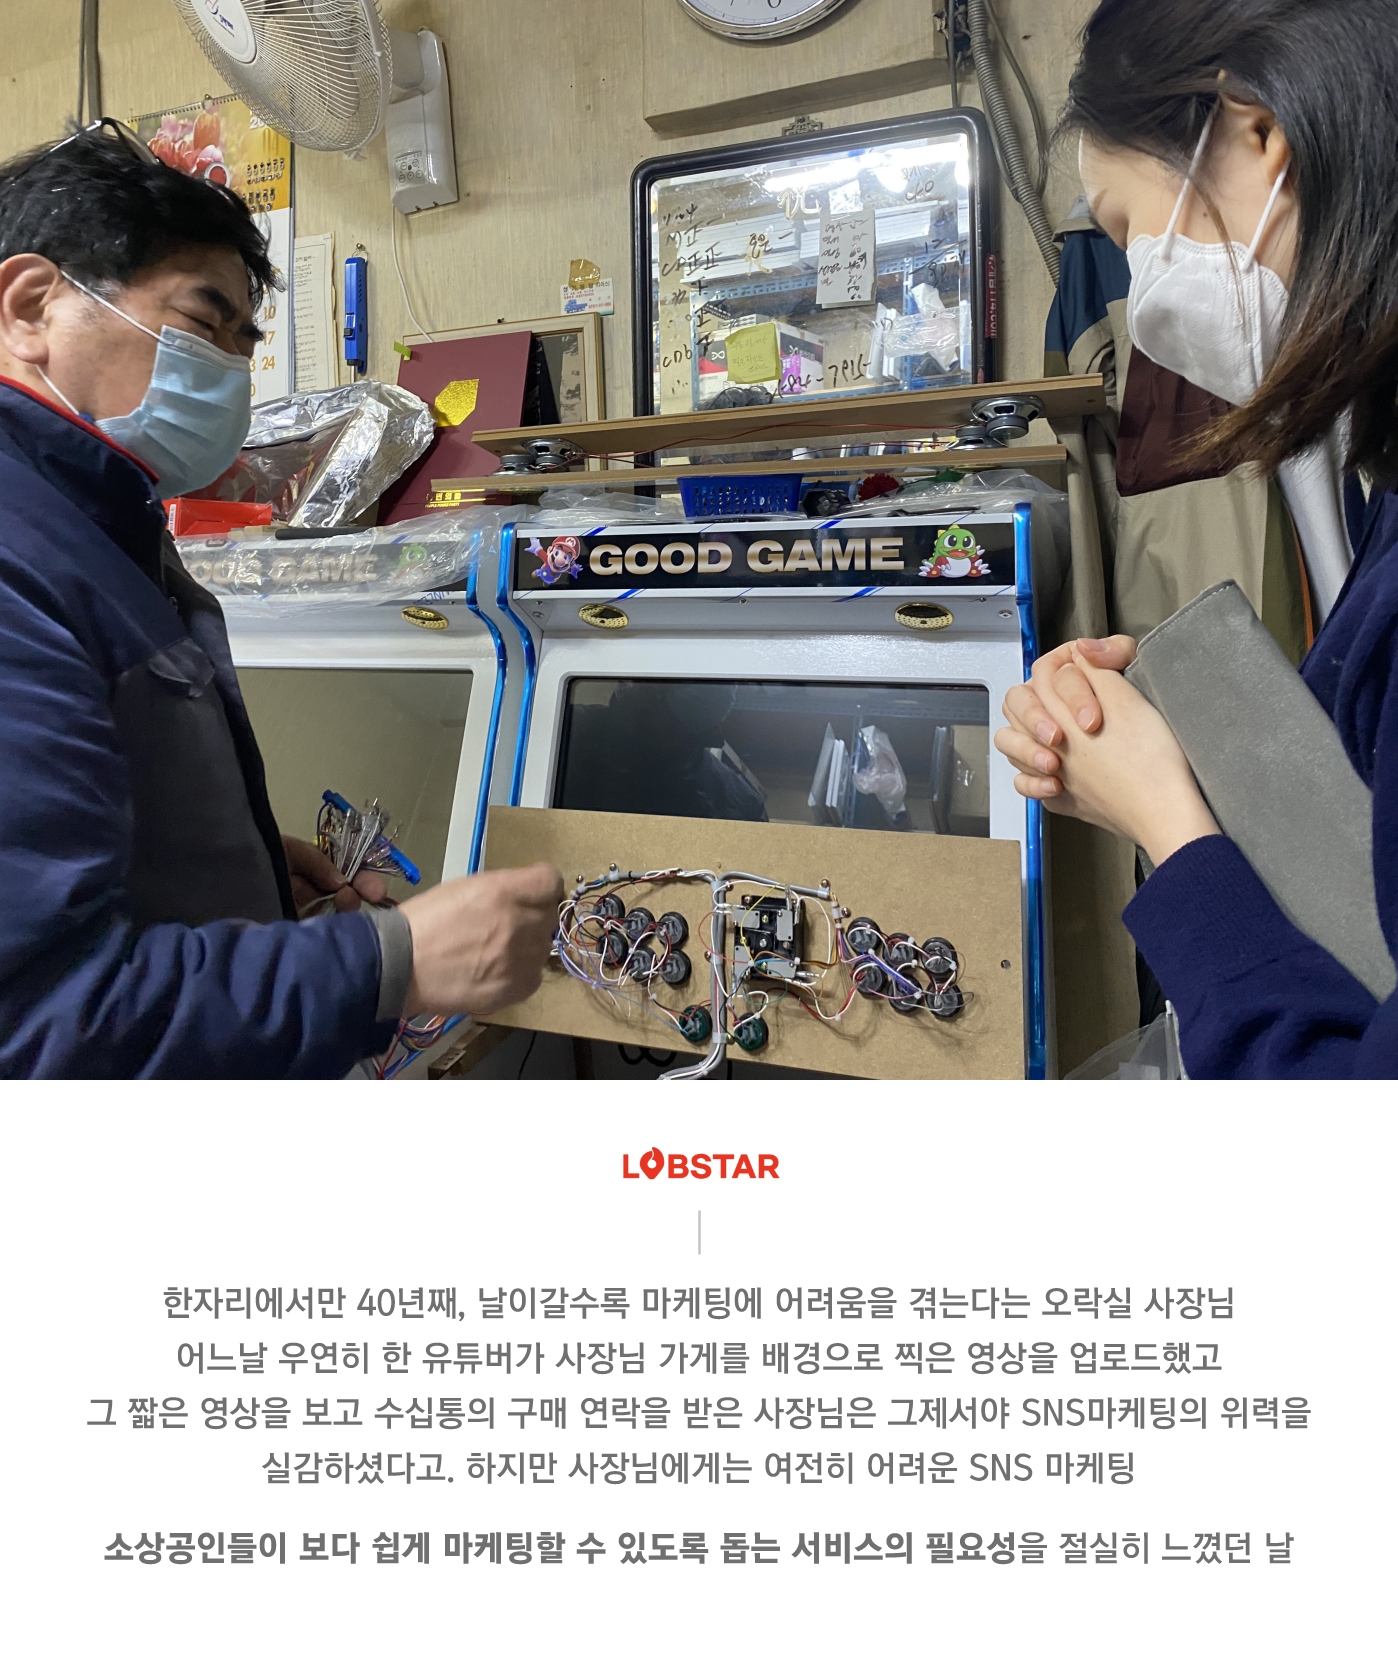 GOOD GAME
GOOD GAME
LOBSTAR
한자리에서만 40년째, 날이갈수록 마케팅에 어려움을 겪는다는 오락실 사장님
어느날 우연히 한 유튜버가 사장님 가게를 배경으로 찍은 영상을 업로드했고
그 짧은 영상을 보고 수십통의 구매 연락을 받은 사장님은 그제서야 SNS마케팅의 위력을
실감하셨다고. 하지만 사장님에게는 여전히 어려운 SNS 마케팅
소상공인들이 보다 쉽게 마케팅할 수 있도록 돕는 서비스의 필요성을 절실히 느꼈던 날